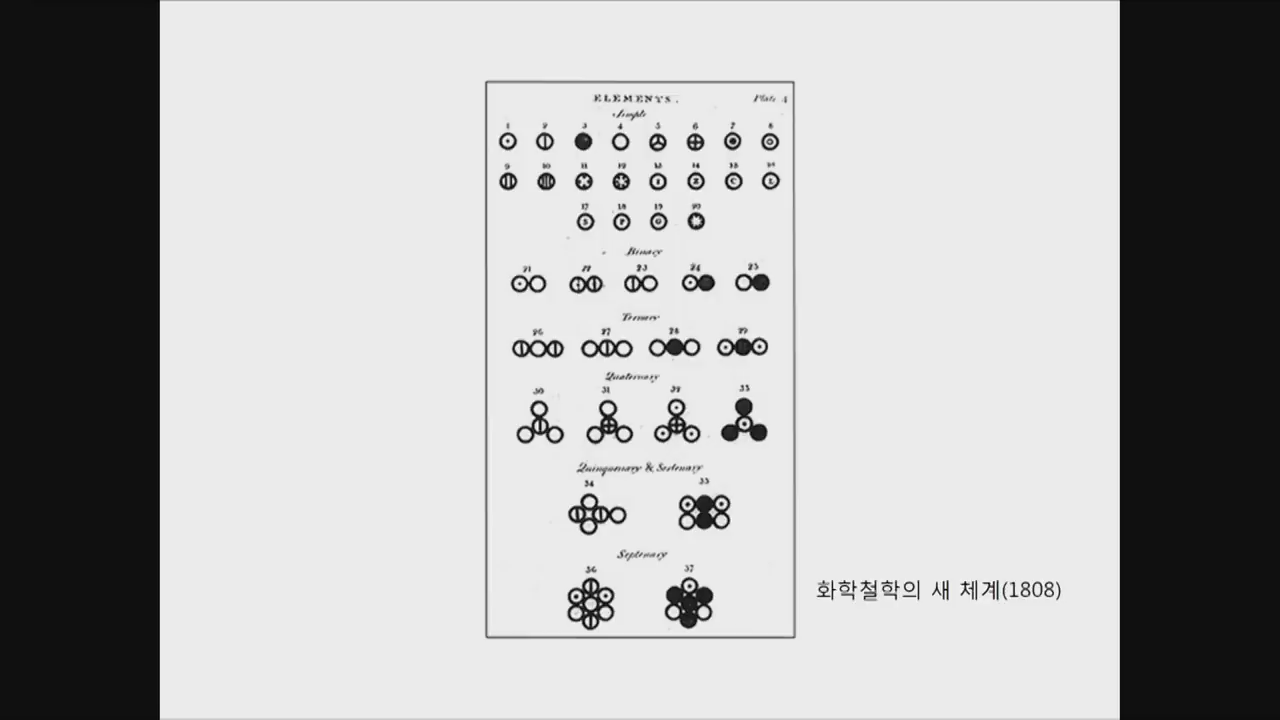 ELEMENTS. Plate 4
Simple
1 2 3 4 5 6 7 8
9 10 11 12 13 14 15 16
I Z C L
17 18 19 20
S P G
Binary
21 22 23 24 25
Ternary
26 27 28 29
Quaternary
30 31 32 33
Quinquenary & Sextenary
34 35
Septenary
36 37
화학철학의 새 체계(1808)